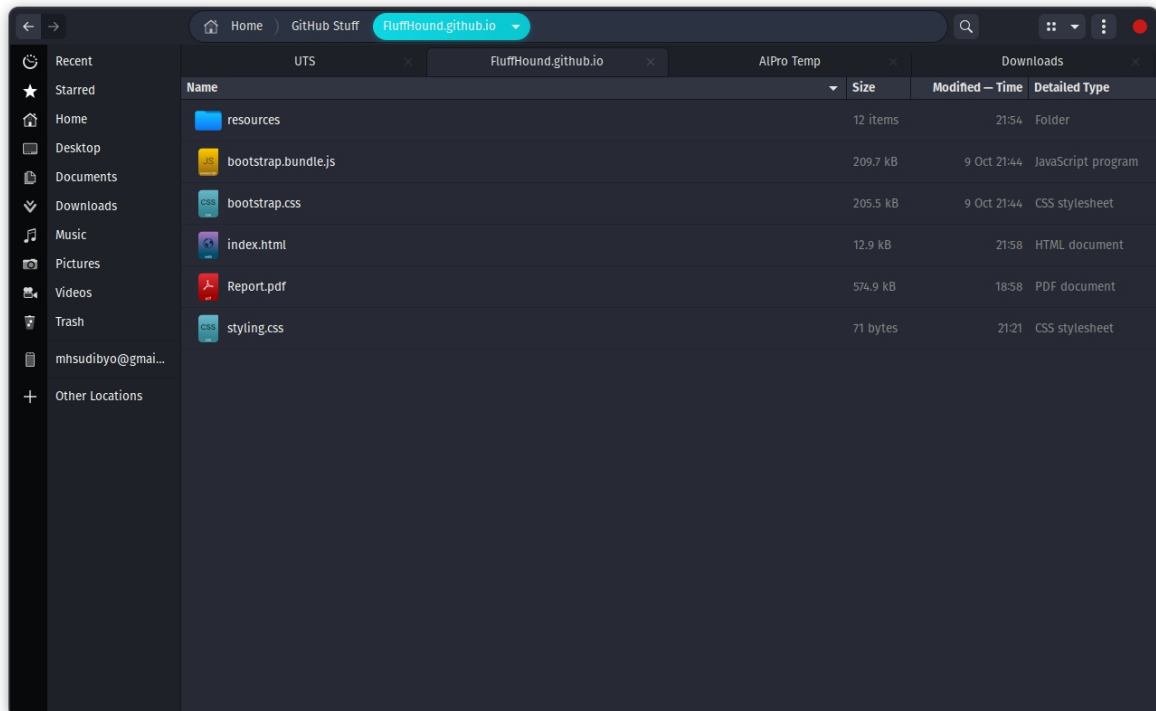 Home GitHub Stuff FluffHound.github.io
UTS FluffHound.github.io AlPro Temp Downloads
Recent
Starred
Home
Desktop
Documents
Downloads
Music
Pictures
Videos
Trash
mhsudibyo@gmai...
Other Locations
Name Size Modified — Time Detailed Type
resources 12 items 21:54 Folder
JS bootstrap.bundle.js 209.7 kB 9 Oct 21:44 JavaScript program
CSS bootstrap.css 205.5 kB 9 Oct 21:44 CSS stylesheet
index.html 12.9 kB 21:58 HTML document
Report.pdf 574.9 kB 18:58 PDF document
CSS styling.css 71 bytes 21:21 CSS stylesheet